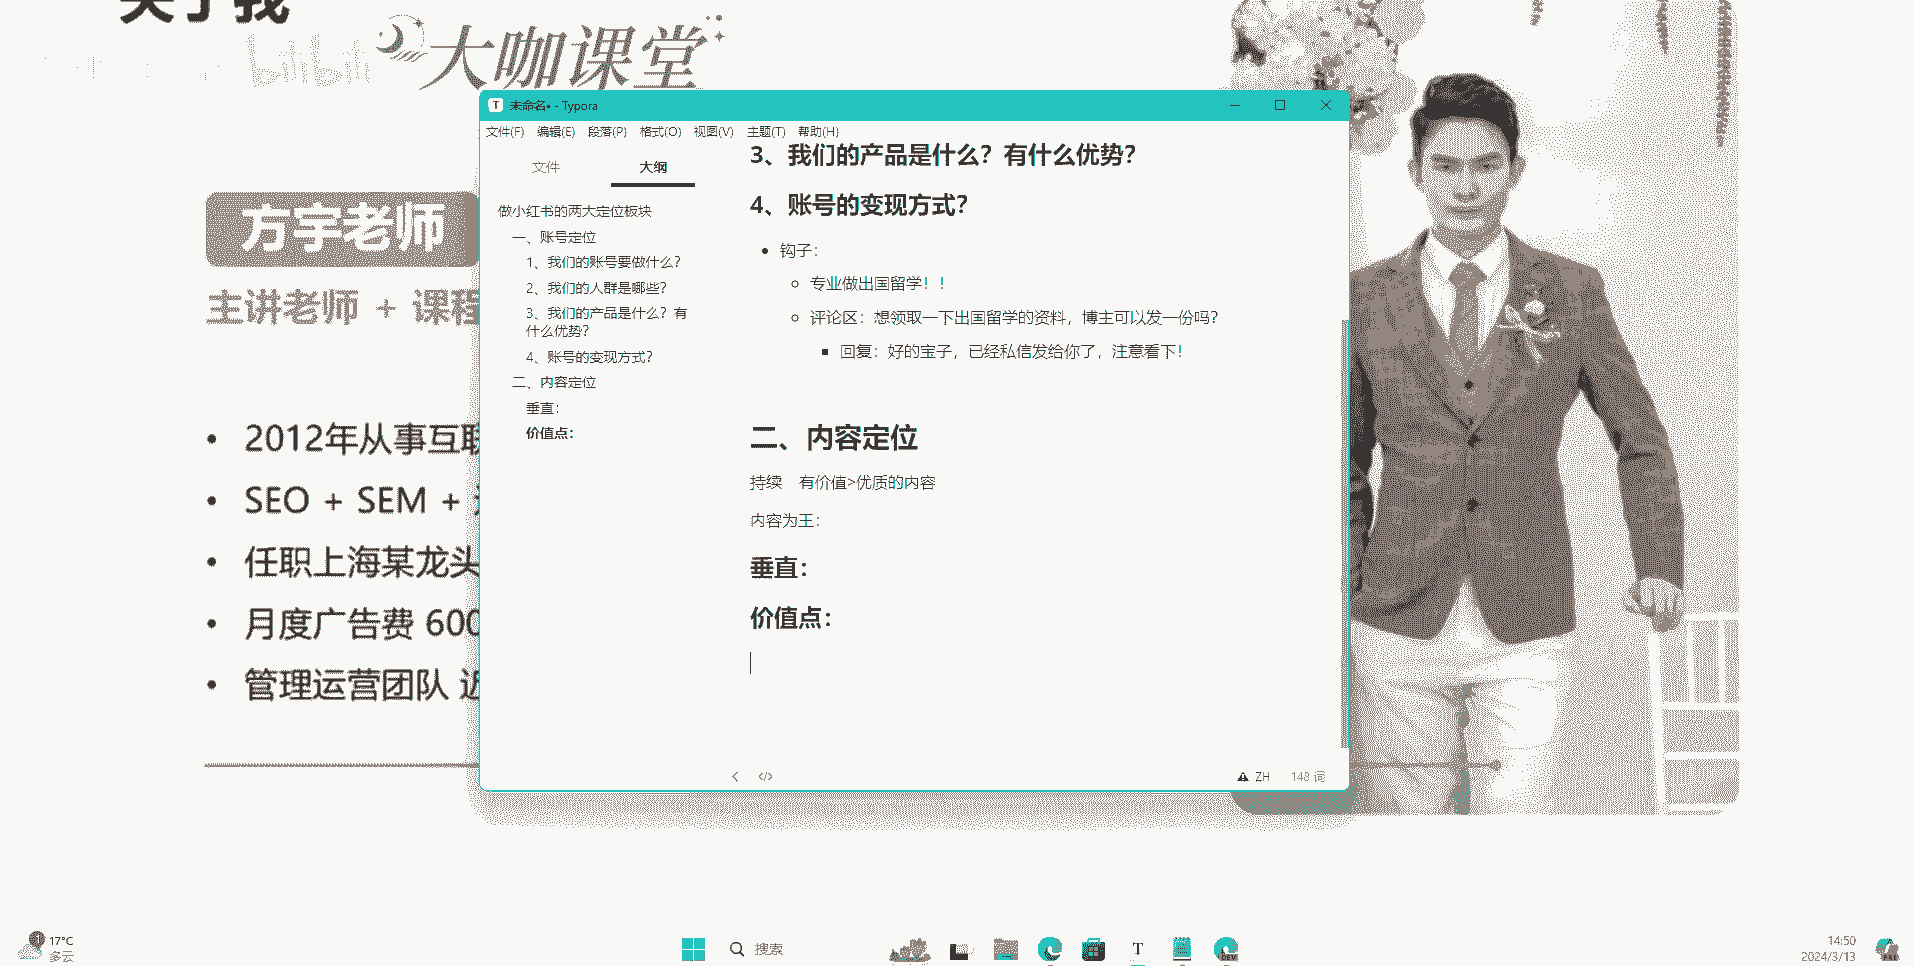 关于我
bilibili 大咖课堂
方宇老师
主讲老师 + 课程
2012年从事互联
SEO + SEM +
任职上海某龙头
月度广告费 600
管理运营团队 近
未命名• - Typora
文件(F) 编辑(E) 段落(P) 格式(O) 视图(V) 主题(T) 帮助(H)
文件 大纲
做小红书的两大定位板块
一、账号定位
1、我们的账号要做什么？
2、我们的人群是哪些？
3、我们的产品是什么？有
什么优势？
4、账号的变现方式？
二、内容定位
垂直：
价值点：
3、我们的产品是什么？有什么优势？
4、账号的变现方式？
钩子：
专业做出国留学！！
评论区：想领取一下出国留学的资料，博主可以发一份吗？
回复：好的宝子，已经私信发给你了，注意看下！
二、内容定位
持续 有价值>优质的内容
内容为王：
垂直：
价值点：
ZH 148 词
17°C
多云
搜索
14:50
2024/3/13